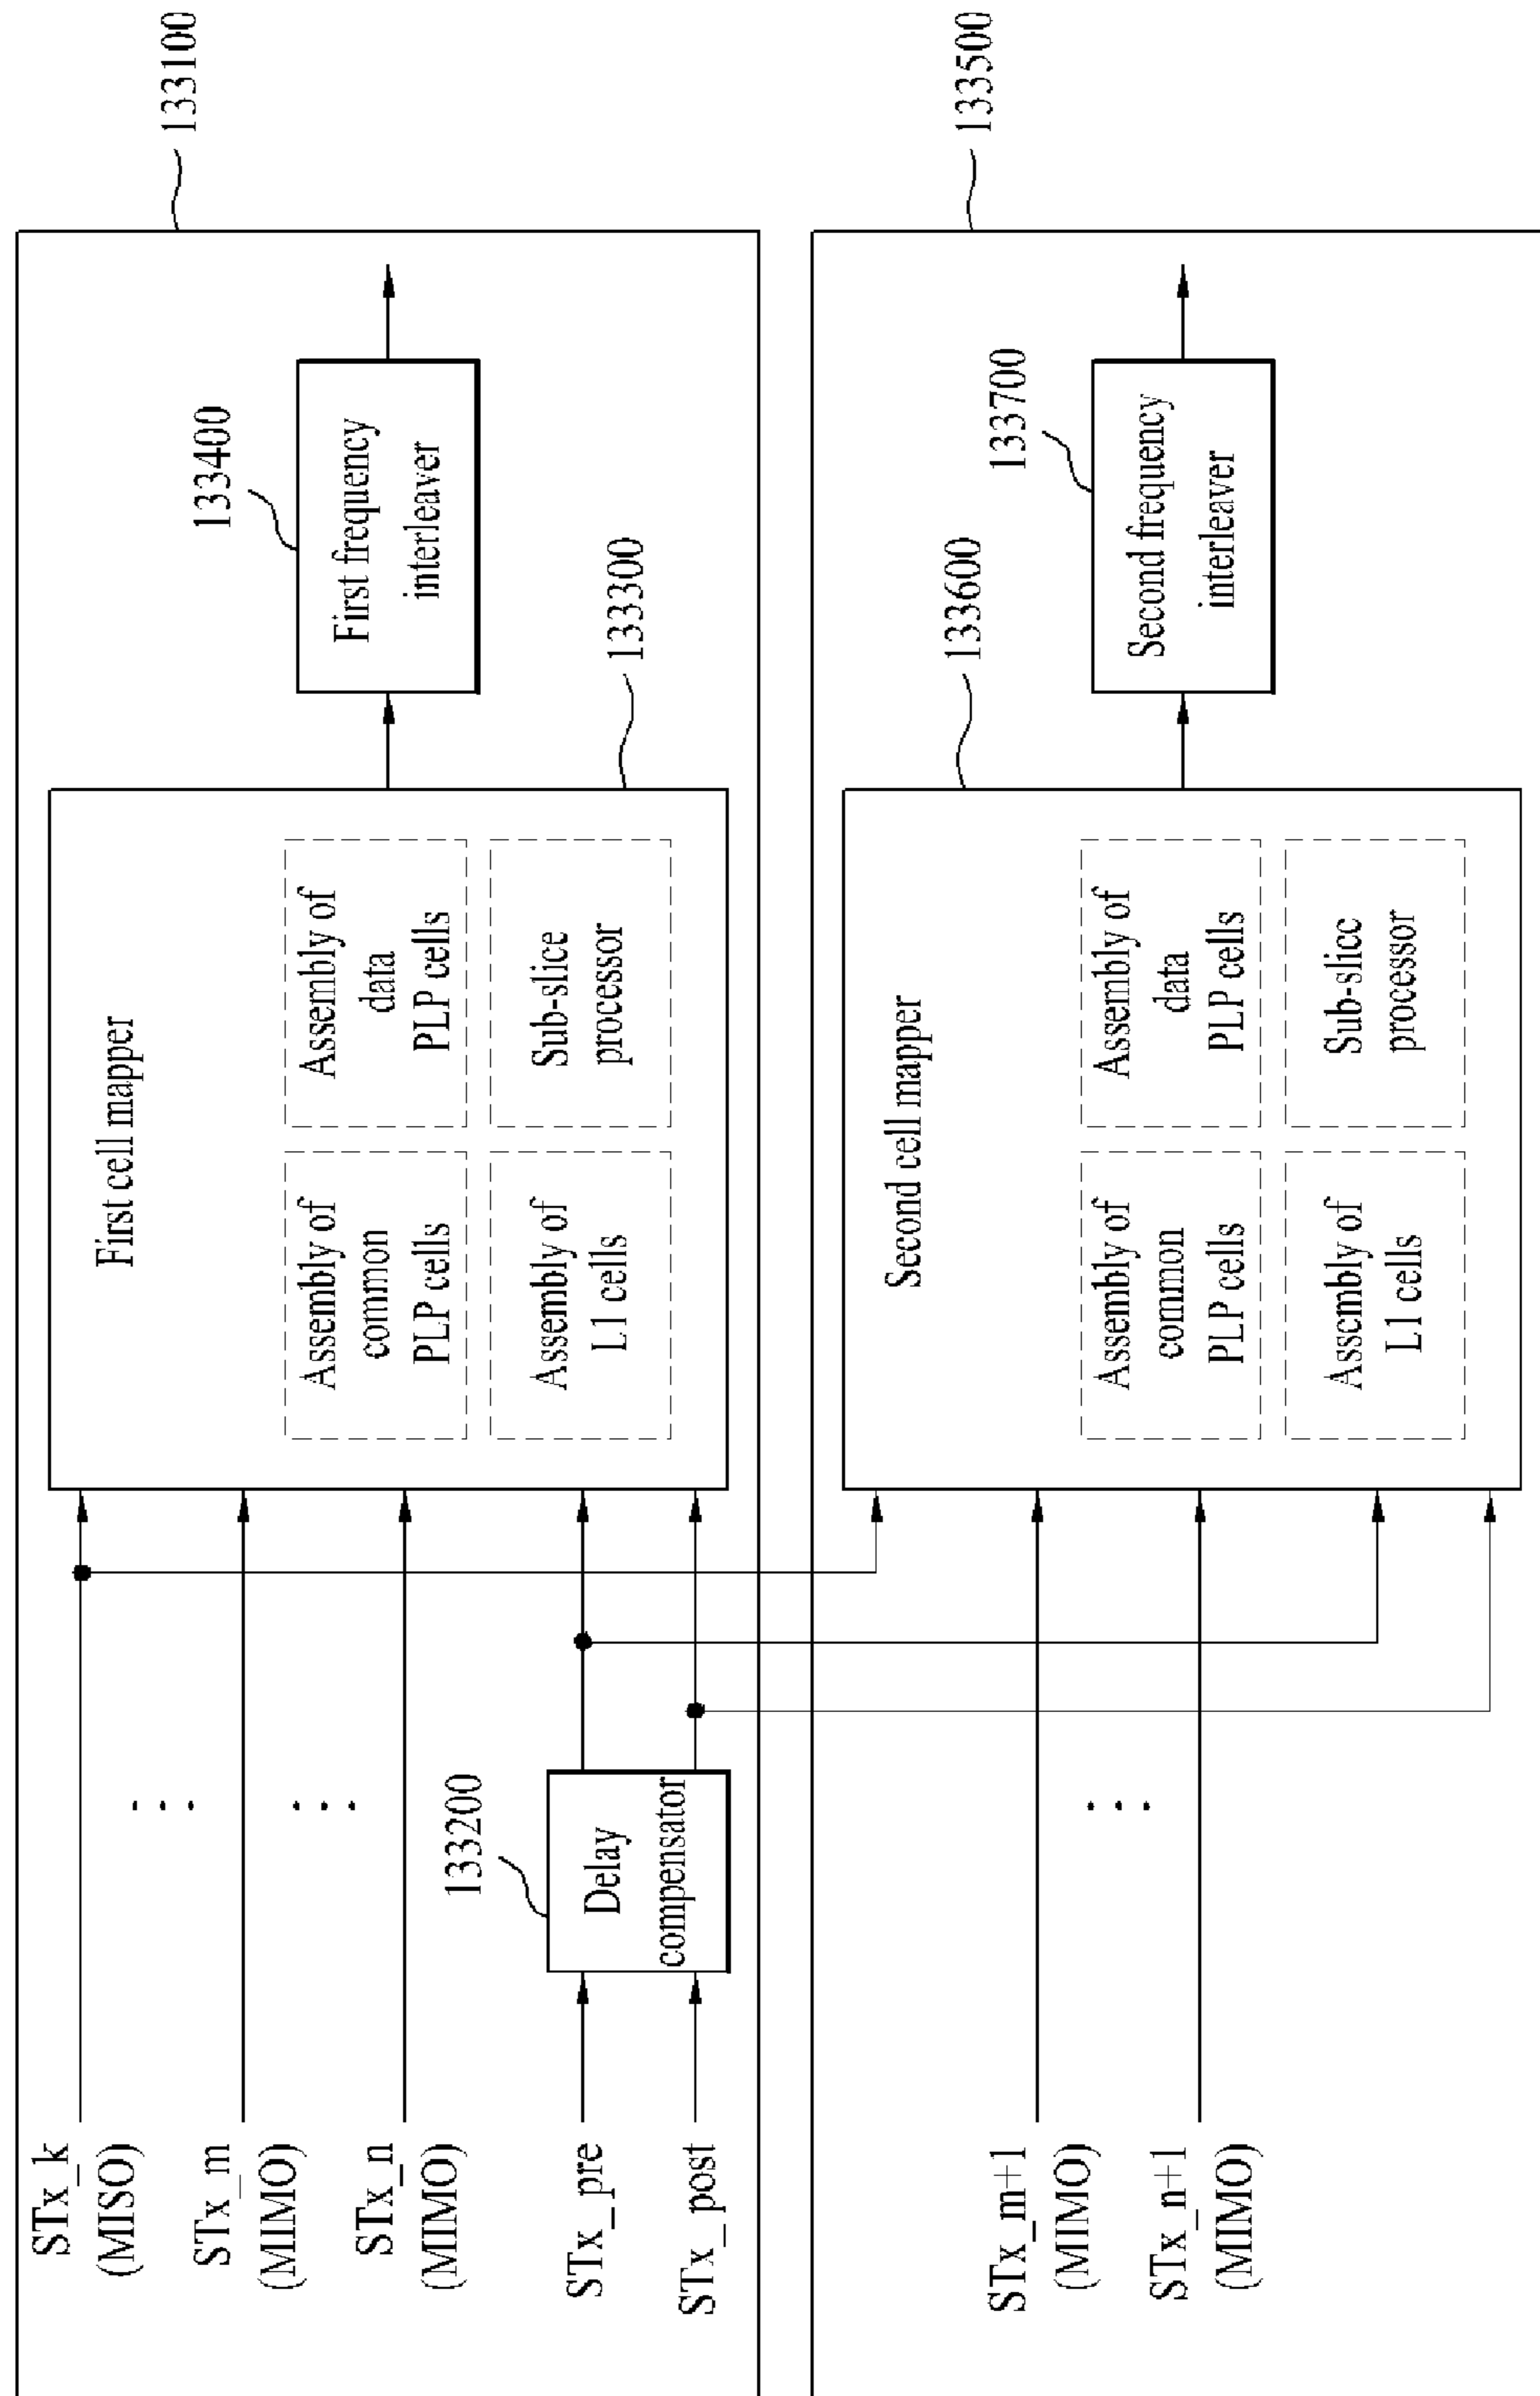 133100
STx_k
(MISO)
STx_m
(MIMO)
STx_n
(MIMO)
STx_pre
STx_post
133200
Delay
compensator
First cell mapper
Assembly of
common
PLP cells
Assembly of
data
PLP cells
Assembly of
L1 cells
Sub-slice
processor
133300
133400
First frequency
interleaver
133500
STx_m+1
(MIMO)
STx_n+1
(MIMO)
Second cell mapper
Assembly of
common
PLP cells
Assembly of
data
PLP cells
Assembly of
L1 cells
Sub-slice
processor
133600
133700
Second frequency
interleaver